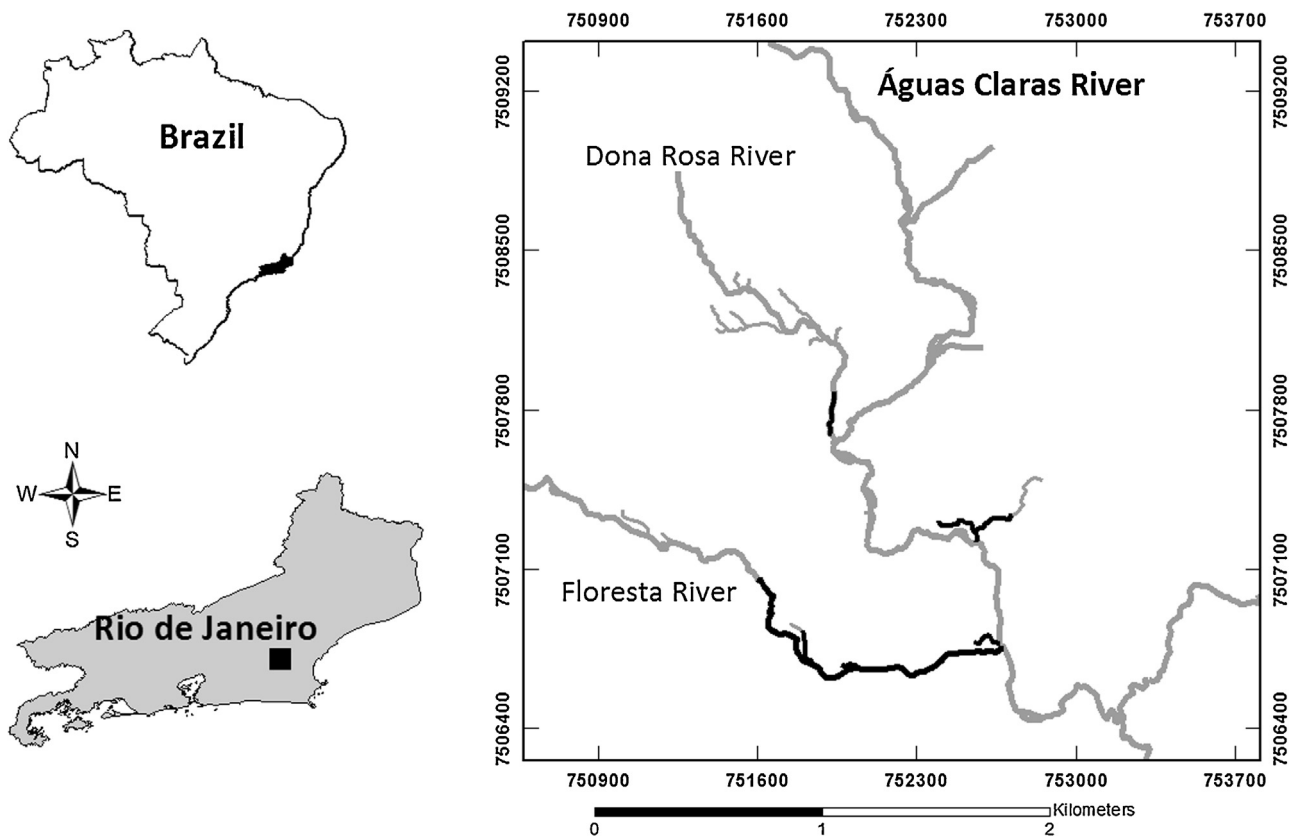 Brazil
N
W E
S
Rio de Janeiro
750900 751600 752300 753000 753700
7509200 7509200
Águas Claras River
Dona Rosa River
7508500 7508500
7507800 7507800
7507100 7507100
Floresta River
7506400 7506400
750900 751600 752300 753000 753700
Kilometers
0 1 2